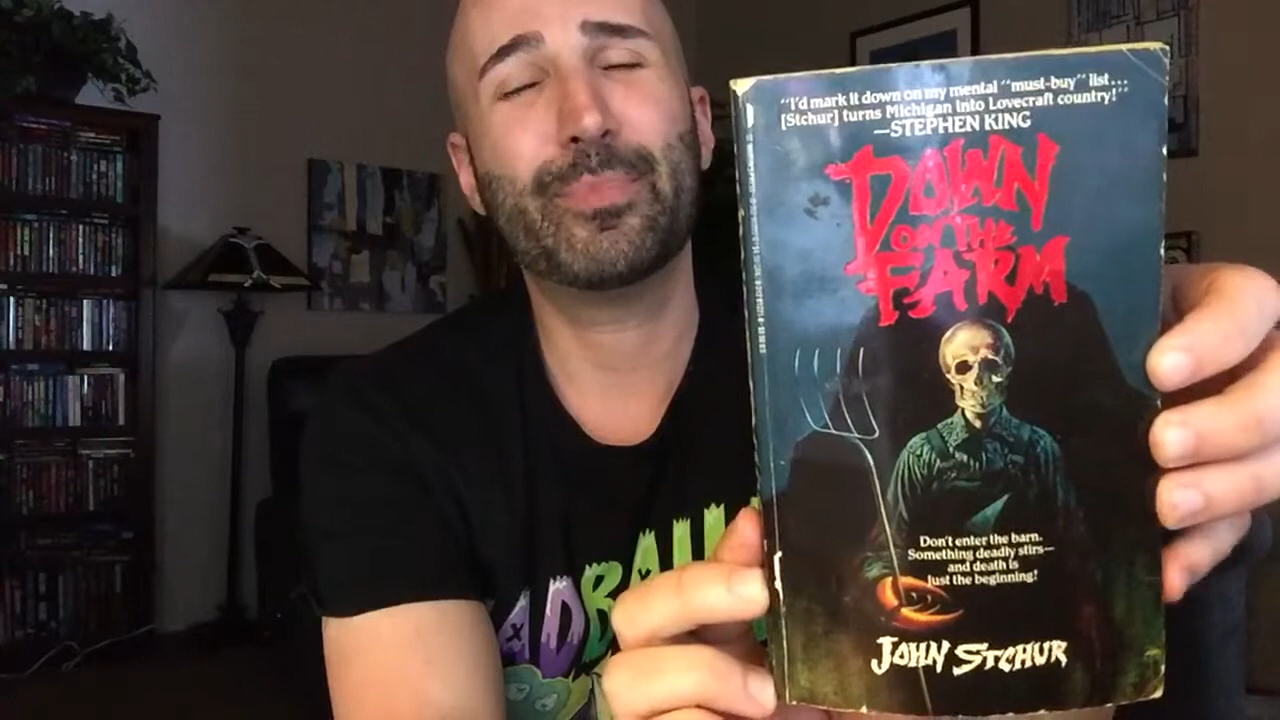 "I'd mark it down on my mental "must-buy" list...
[Stchur] turns Michigan into Lovecraft country!"
—STEPHEN KING
DOWN
ON THE
FARM
Don't enter the barn.
Something deadly stirs—
and death is
just the beginning!
JOHN STCHUR